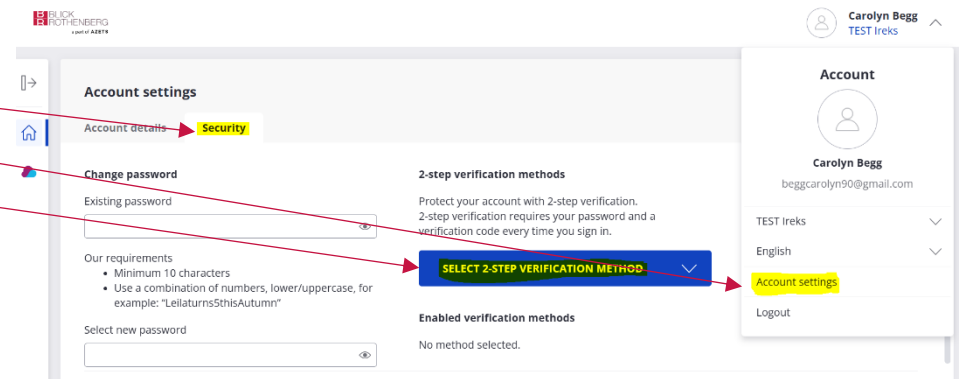 BLICK
ROTHENBERG
a part of AZETS
Carolyn Begg
TEST Ireks
Account settings
Account details
Security
Change password
Existing password
Our requirements
• Minimum 10 characters
• Use a combination of numbers, lower/uppercase, for
example: “Leilaturns5thisAutumn”
Select new password
2-step verification methods
Protect your account with 2-step verification.
2-step verification requires your password and a
verification code every time you sign in.
SELECT 2-STEP VERIFICATION METHOD
Enabled verification methods
No method selected.
Account
Carolyn Begg
beggcarolyn90@gmail.com
TEST Ireks
English
Account settings
Logout